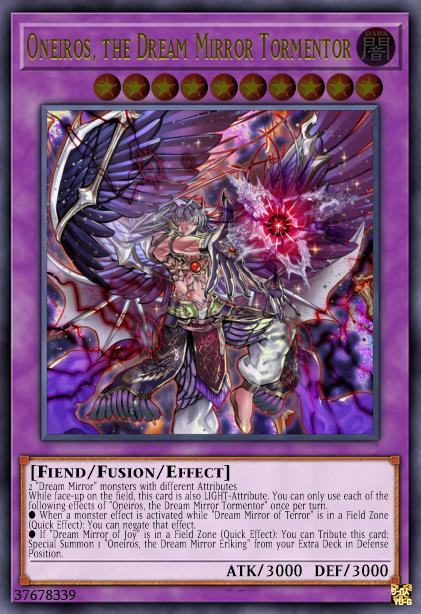 Oneiros, the Dream Mirror Tormentor
DARK
闇
[Fiend/Fusion/Effect]
2 "Dream Mirror" monsters with different Attributes
While face-up on the field, this card is also LIGHT-Attribute. You can only use each of the
following effects of "Oneiros, the Dream Mirror Tormentor" once per turn.
● When a monster effect is activated while "Dream Mirror of Terror" is in a Field Zone
(Quick Effect): You can negate that effect.
● If "Dream Mirror of Joy" is in a Field Zone (Quick Effect): You can Tribute this card;
Special Summon 1 "Oneiros, the Dream Mirror Erlking" from your Extra Deck in Defense
Position.
ATK/3000 DEF/3000
37678339